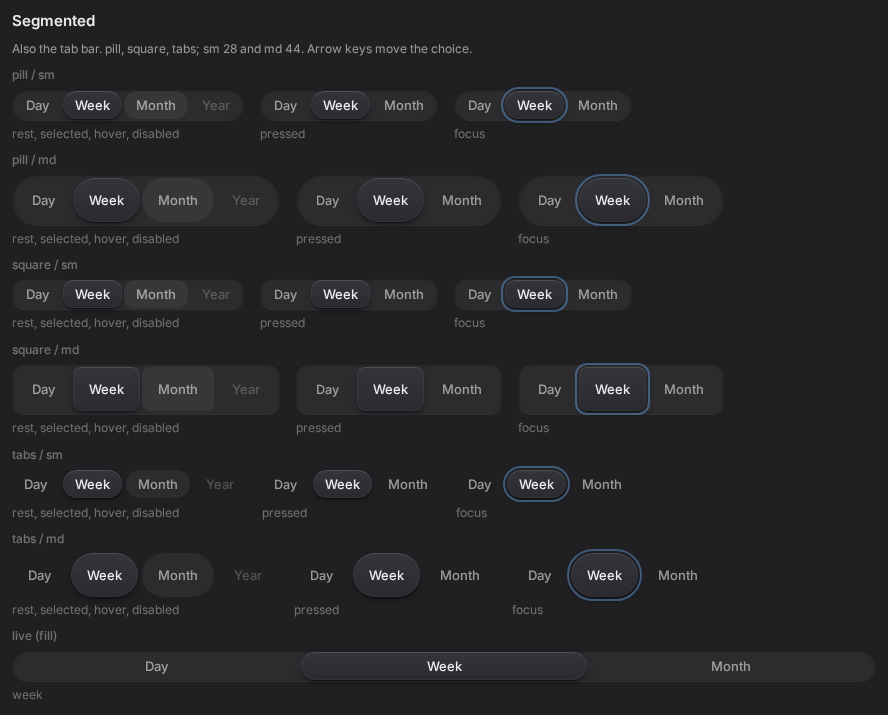 Segmented
Also the tab bar. pill, square, tabs; sm 28 and md 44. Arrow keys move the choice.
pill / sm
Day Week Month Year Day Week Month Day Week Month
rest, selected, hover, disabled pressed focus
pill / md
Day Week Month Year Day Week Month Day Week Month
rest, selected, hover, disabled pressed focus
square / sm
Day Week Month Year Day Week Month Day Week Month
rest, selected, hover, disabled pressed focus
square / md
Day Week Month Year Day Week Month Day Week Month
rest, selected, hover, disabled pressed focus
tabs / sm
Day Week Month Year Day Week Month Day Week Month
rest, selected, hover, disabled pressed focus
tabs / md
Day Week Month Year Day Week Month Day Week Month
rest, selected, hover, disabled pressed focus
live (fill)
Day Week Month
week